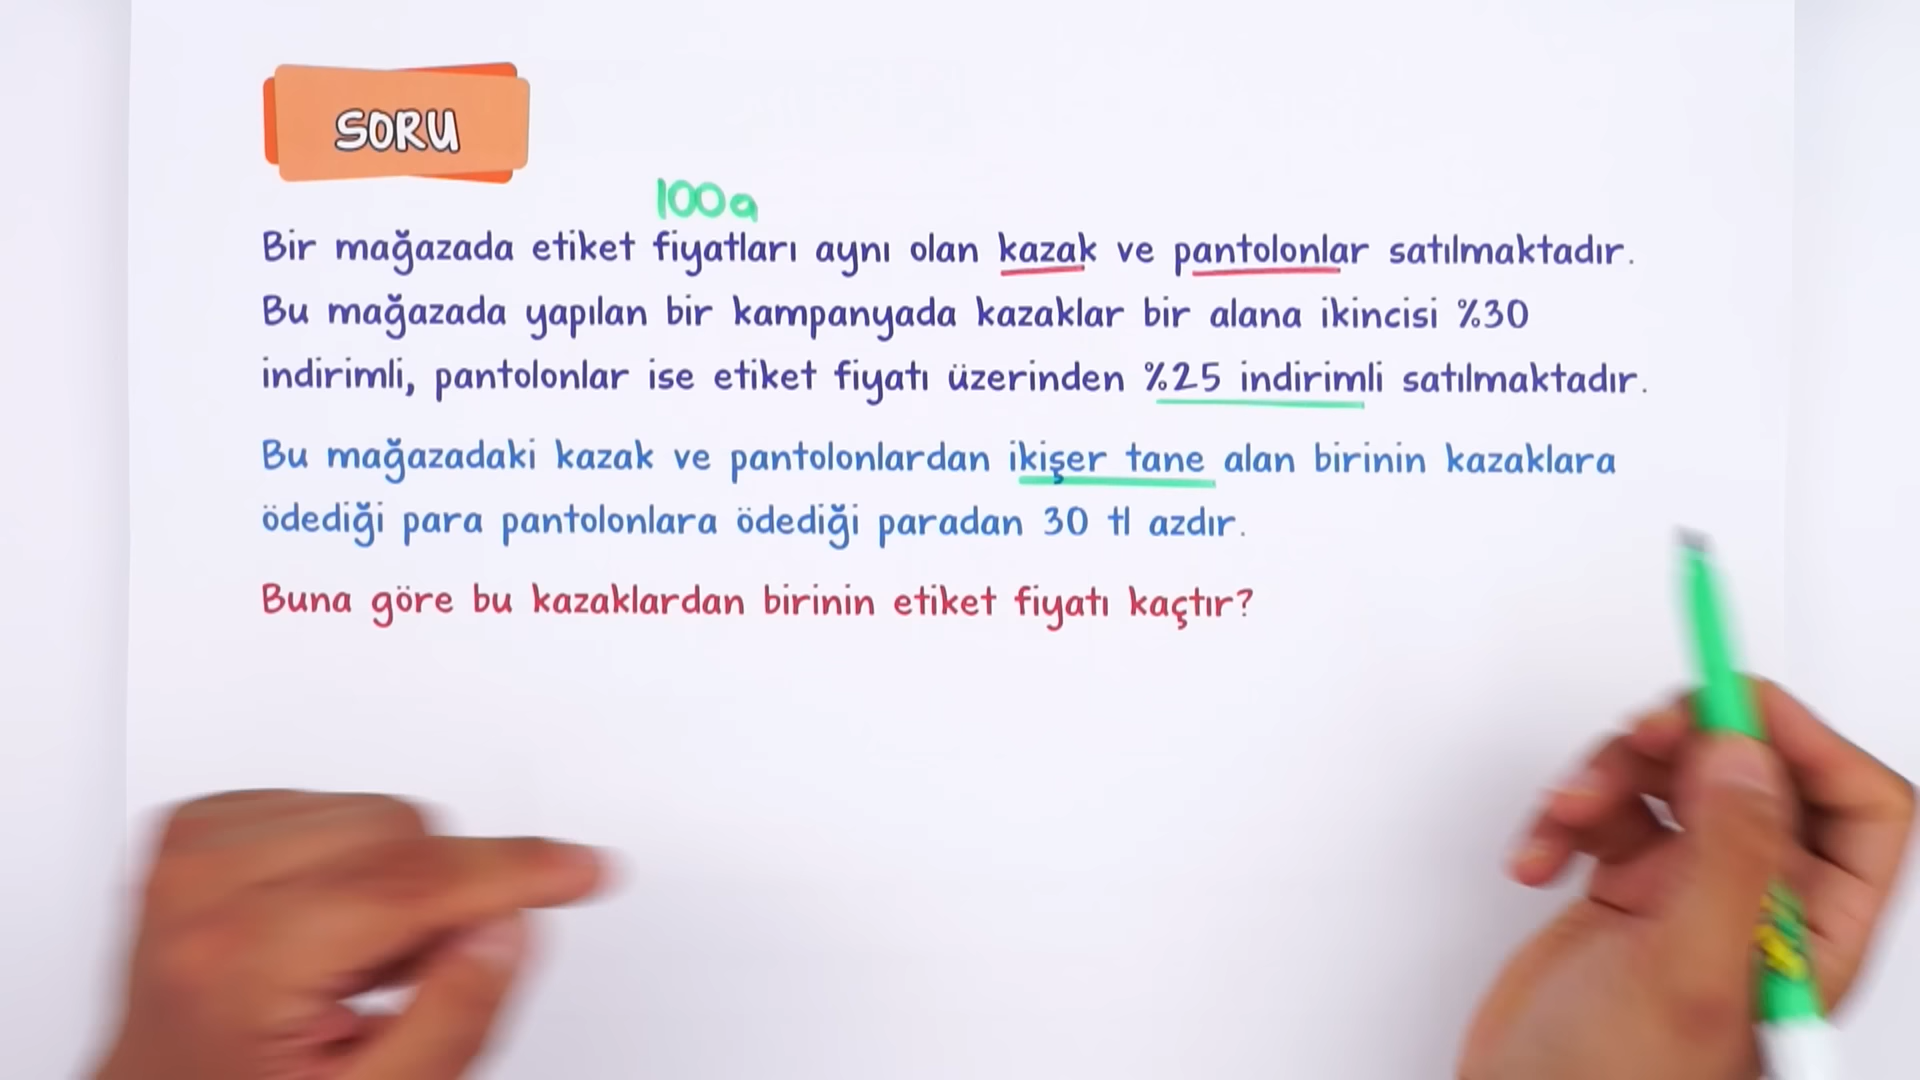 SORU
100a
Bir mağazada etiket fiyatları aynı olan kazak ve pantolonlar satılmaktadır.
Bu mağazada yapılan bir kampanyada kazaklar bir alana ikincisi %30
indirimli, pantolonlar ise etiket fiyatı üzerinden %25 indirimli satılmaktadır.
Bu mağazadaki kazak ve pantolonlardan ikişer tane alan birinin kazaklara
ödediği para pantolonlara ödediği paradan 30 tl azdır.
Buna göre bu kazaklardan birinin etiket fiyatı kaçtır?